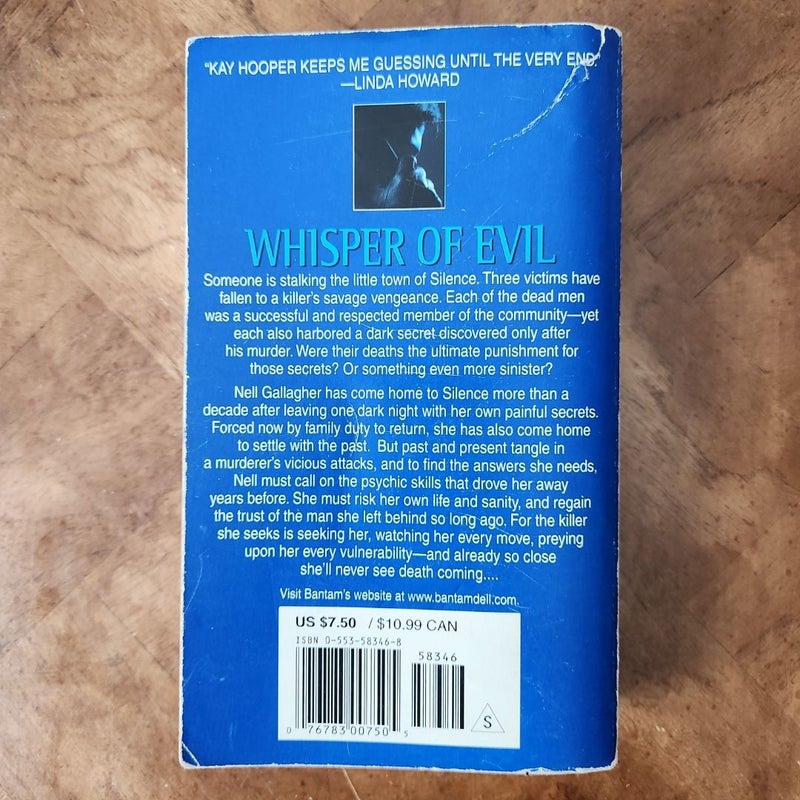 "KAY HOOPER KEEPS ME GUESSING UNTIL THE VERY END."
—LINDA HOWARD
WHISPER OF EVIL
Someone is stalking the little town of Silence. Three victims have
fallen to a killer's savage vengeance. Each of the dead men
was a successful and respected member of the community—yet
each also harbored a dark secret discovered only after
his murder. Were their deaths the ultimate punishment for
those secrets? Or something even more sinister?
Nell Gallagher has come home to Silence more than a
decade after leaving one dark night with her own painful secrets.
Forced now by family duty to return, she has also come home
to settle with the past. But past and present tangle in
a murderer's vicious attacks, and to find the answers she needs,
Nell must call on the psychic skills that drove her away
years before. She must risk her own life and sanity, and regain
the trust of the man she left behind so long ago. For the killer
she seeks is seeking her, watching her every move, preying
upon her every vulnerability—and already so close
she'll never see death coming....
Visit Bantam's website at www.bantamdell.com.
US $7.50 / $10.99 CAN
ISBN 0-553-58346-8
58346
S
0 76783 00750 5